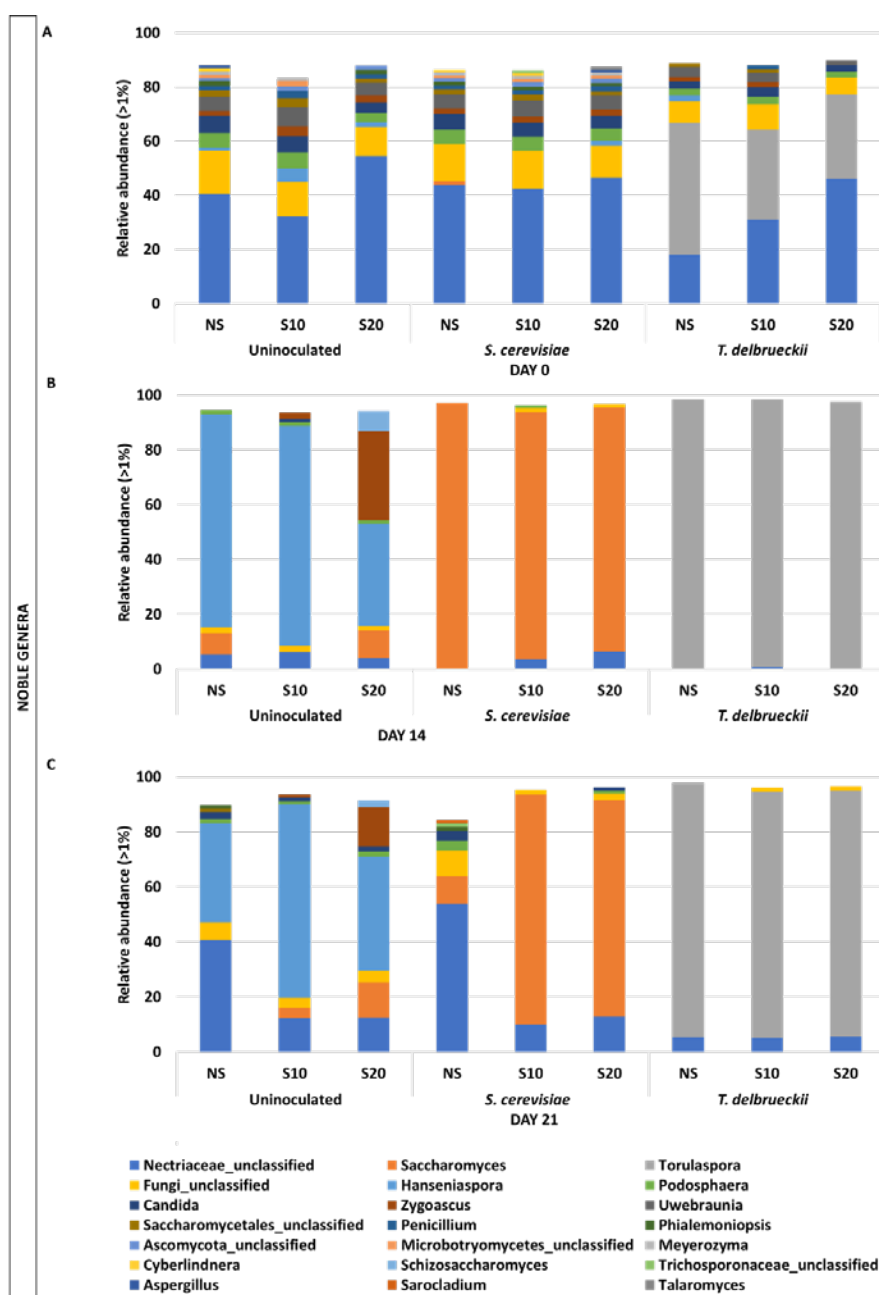 NOBLE GENERA
A
Relative abundance (>1%)
100
80
60
40
20
0
NS S10 S20 NS S10 S20 NS S10 S20
Uninoculated S. cerevisiae T. delbrueckii
DAY 0
B
Relative abundance (>1%)
100
80
60
40
20
0
NS S10 S20 NS S10 S20 NS S10 S20
Uninoculated S. cerevisiae T. delbrueckii
DAY 14
C
Relative abundance (>1%)
100
80
60
40
20
0
NS S10 S20 NS S10 S20 NS S10 S20
Uninoculated S. cerevisiae T. delbrueckii
DAY 21
Nectriaceae_unclassified Saccharomyces Torulaspora
Fungi_unclassified Hanseniaspora Podosphaera
Candida Zygoascus Uwebraunia
Saccharomycetales_unclassified Penicillium Phialemoniopsis
Ascomycota_unclassified Microbotryomycetes_unclassified Meyerozyma
Cyberlindnera Schizosaccharomyces Trichosporonaceae_unclassified
Aspergillus Sarocladium Talaromyces